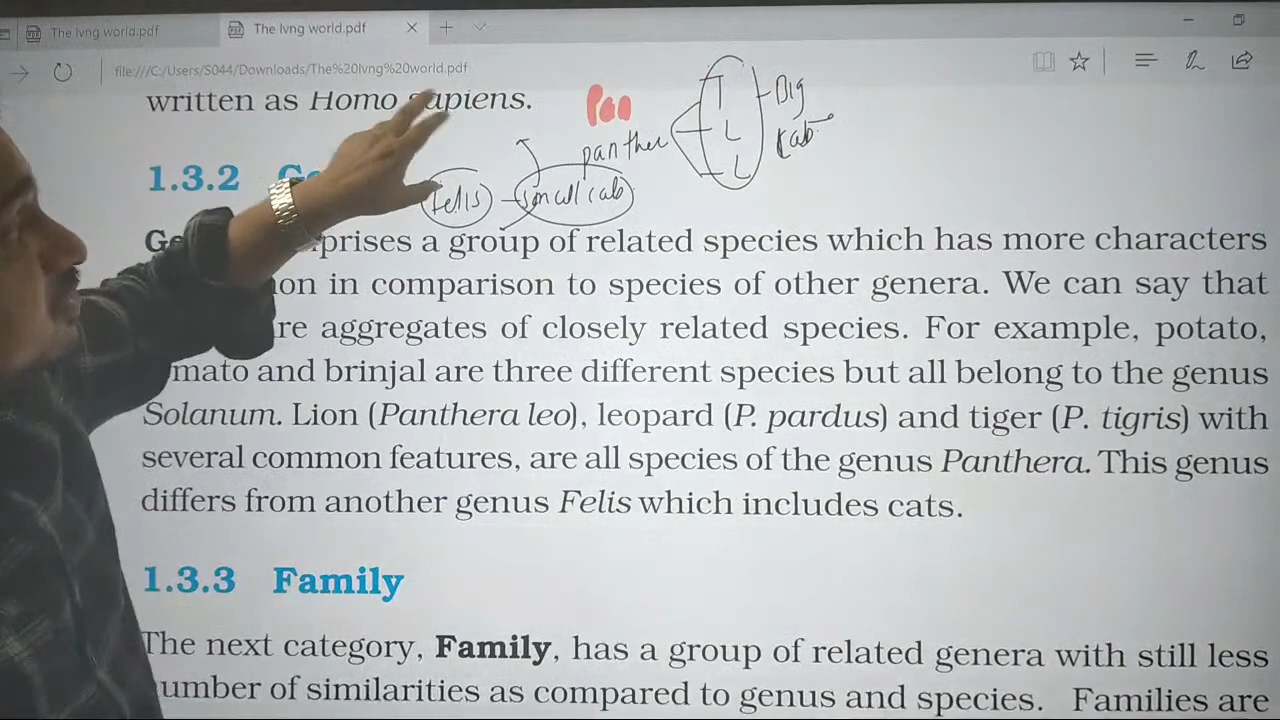 The lvng world.pdf
The lvng world.pdf
file:///C:/Users/S044/Downloads/The%20lvng%20world.pdf
written as Homo sapiens.
Pan
panther
T
L
L
Big
cab
1.3.2 Ge
Felis
small cab
Ge prises a group of related species which has more characters
on in comparison to species of other genera. We can say that
re aggregates of closely related species. For example, potato,
mato and brinjal are three different species but all belong to the genus
Solanum. Lion (Panthera leo), leopard (P. pardus) and tiger (P. tigris) with
several common features, are all species of the genus Panthera. This genus
differs from another genus Felis which includes cats.
1.3.3 Family
The next category, Family, has a group of related genera with still less
umber of similarities as compared to genus and species. Families are